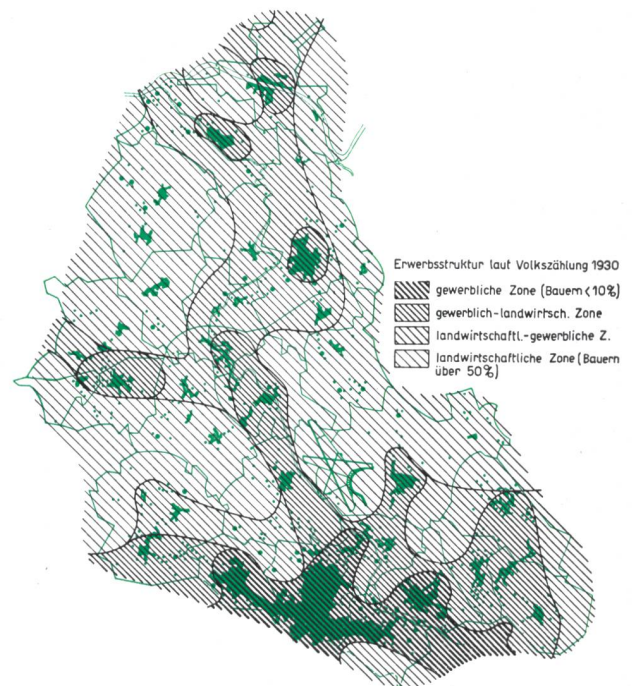 Erwerbsstruktur laut Volkszählung 1930
gewerbliche Zone (Bauern <10%)
gewerblich-landwirtsch. Zone
landwirtschaftl.-gewerbliche Z.
landwirtschaftliche Zone (Bauern
über 50%)